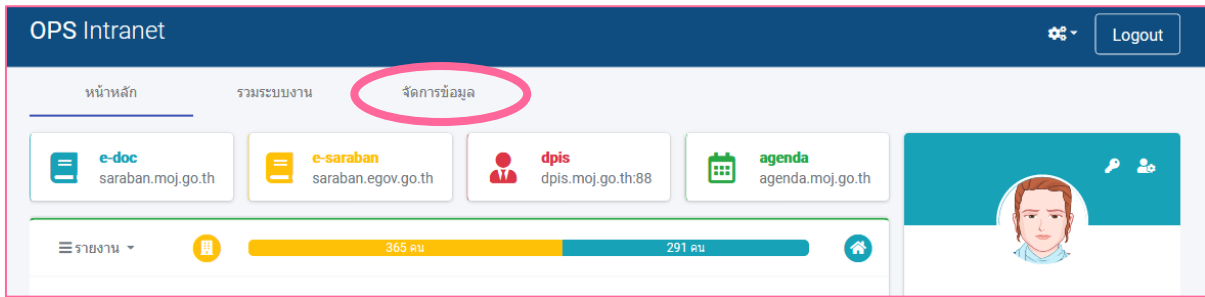 OPS Intranet
Logout
หน้าหลัก รวมระบบงาน จัดการข้อมูล
e-doc
saraban.moj.go.th
e-saraban
saraban.egov.go.th
dpis
dpis.moj.go.th:88
agenda
agenda.moj.go.th
รายงาน 365 คน 291 คน